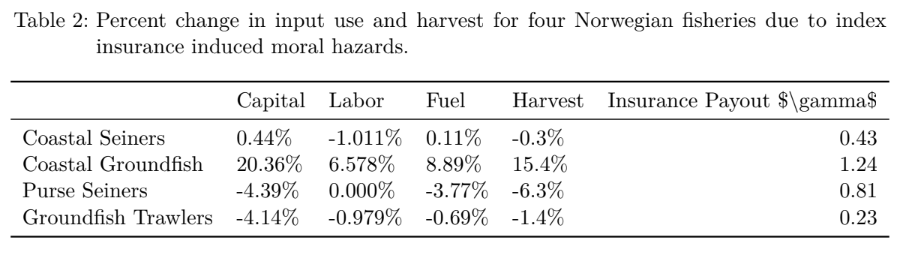 Table 2: Percent change in input use and harvest for four Norwegian fisheries due to index
insurance induced moral hazards.
Capital Labor Fuel Harvest Insurance Payout $\gamma$
Coastal Seiners 0.44% -1.011% 0.11% -0.3% 0.43
Coastal Groundfish 20.36% 6.578% 8.89% 15.4% 1.24
Purse Seiners -4.39% 0.000% -3.77% -6.3% 0.81
Groundfish Trawlers -4.14% -0.979% -0.69% -1.4% 0.23